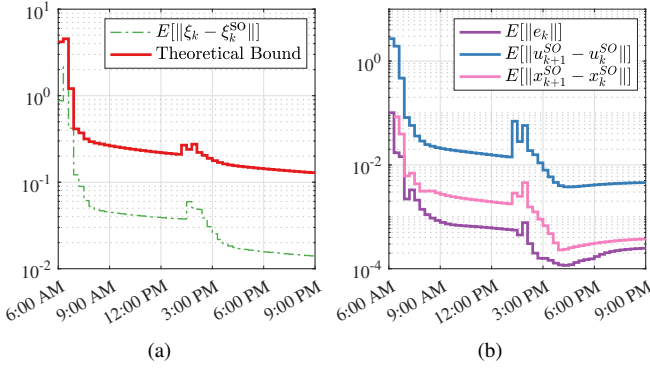 E[‖ξ_k − ξ_k^SO‖]
Theoretical Bound
10^1
10^0
10^-1
10^-2
6:00 AM
9:00 AM
12:00 PM
3:00 PM
6:00 PM
9:00 PM
(a)
E[‖e_k‖]
E[‖u_{k+1}^SO − u_k^SO‖]
E[‖x_{k+1}^SO − x_k^SO‖]
10^0
10^-2
10^-4
6:00 AM
9:00 AM
12:00 PM
3:00 PM
6:00 PM
9:00 PM
(b)